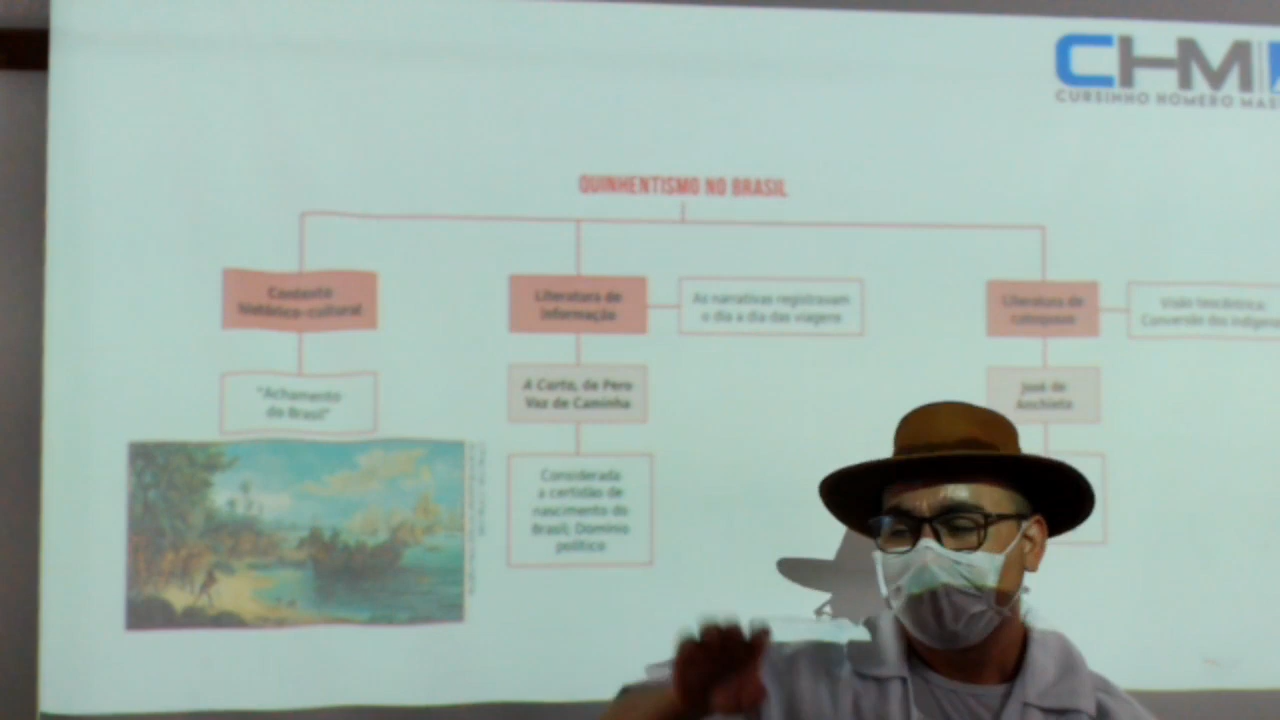 CHM
CURSINHO HOMERO MAS
QUINHENTISMO NO BRASIL
Contexto
histórico-cultural
Literatura de
informação
As narrativas registravam
o dia a dia das viagens
Literatura de
catequese
Visão teocêntrica:
Conversão dos indígenas
"Achamento
do Brasil"
A Carta, de Pero
Vaz de Caminha
José de
Anchieta
Considerada
a certidão de
nascimento do
Brasil; Domínio
político